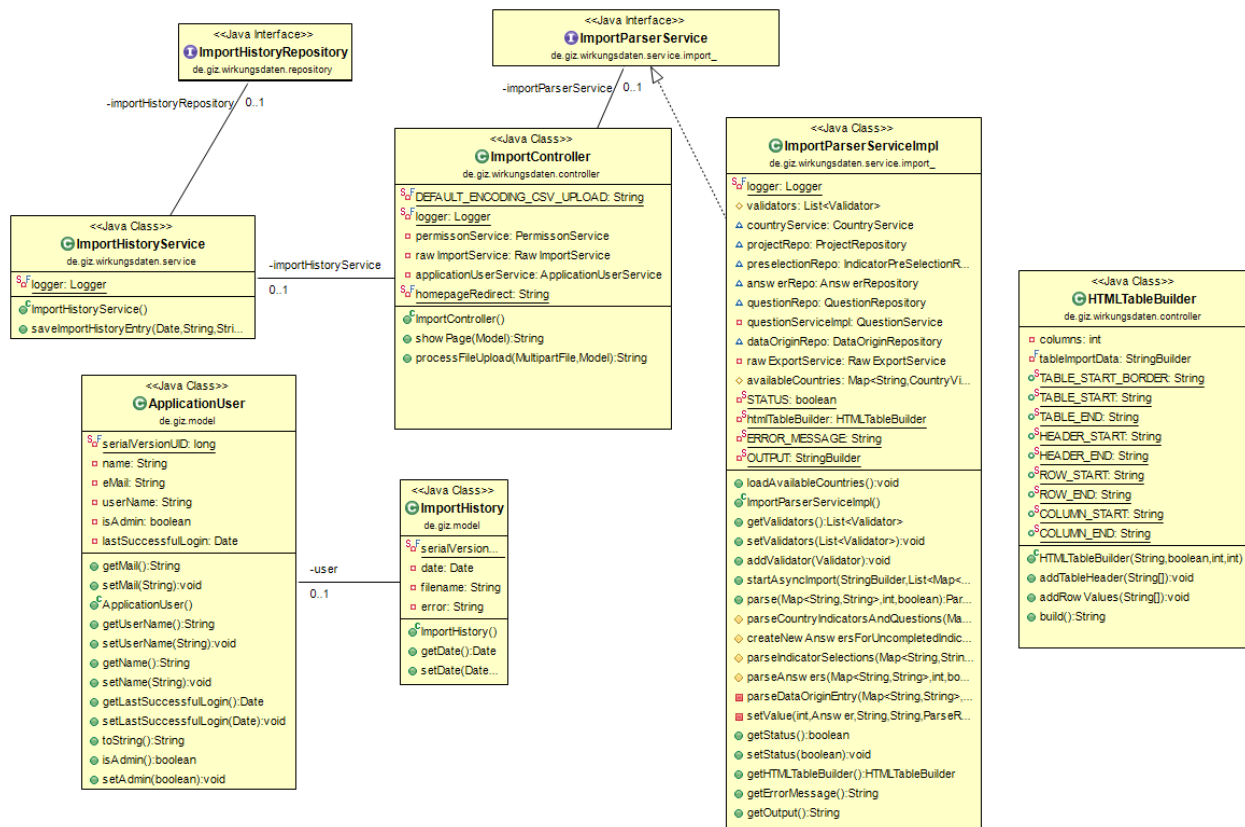 <<Java Interface>>
ImportHistoryRepository
de.giz.wirkungsdaten.repository
-importHistoryRepository
0..1
<<Java Interface>>
ImportParserService
de.giz.wirkungsdaten.service.import_
-importParserService
0..1
<<Java Class>>
ImportController
de.giz.wirkungsdaten.controller
DEFAULT_ENCODING_CSV_UPLOAD: String
logger: Logger
permissonService: PermissonService
rawImportService: RawImportService
applicationUserService: ApplicationUserService
homepageRedirect: String
ImportController()
showPage(Model):String
processFileUpload(MultipartFile,Model):String
<<Java Class>>
ImportHistoryService
de.giz.wirkungsdaten.service
logger: Logger
ImportHistoryService()
saveImportHistoryEntry(Date,String,Stri...
-importHistoryService
0..1
<<Java Class>>
ApplicationUser
de.giz.model
serialVersionUID: long
name: String
eMail: String
userName: String
isAdmin: boolean
lastSuccessfulLogin: Date
getMail():String
setMail(String):void
ApplicationUser()
getUserName():String
setUserName(String):void
getName():String
setName(String):void
getLastSuccessfulLogin():Date
setLastSuccessfulLogin(Date):void
toString():String
isAdmin():boolean
setAdmin(boolean):void
-user
0..1
<<Java Class>>
ImportHistory
de.giz.model
serialVersion...
date: Date
filename: String
error: String
ImportHistory()
getDate():Date
setDate(Date...
<<Java Class>>
ImportParserServiceImpl
de.giz.wirkungsdaten.service.import_
logger: Logger
validators: List<Validator>
countryService: CountryService
projectRepo: ProjectRepository
preselectionRepo: IndicatorPreSelectionR...
answerRepo: AnswerRepository
questionRepo: QuestionRepository
questionServiceImpl: QuestionService
dataOriginRepo: DataOriginRepository
rawExportService: RawExportService
availableCountries: Map<String,CountryVi...
STATUS: boolean
htmlTableBuilder: HTMLTableBuilder
ERROR_MESSAGE: String
OUTPUT: StringBuilder
loadAvailableCountries():void
ImportParserServiceImpl()
getValidators():List<Validator>
setValidators(List<Validator>):void
addValidator(Validator):void
startAsyncImport(StringBuilder,List<Map<...
parse(Map<String,String>,int,boolean):Par...
parseCountryIndicatorsAndQuestions(Ma...
createNewAnswersForUncompletedIndic...
parseIndicatorSelections(Map<String,Strin...
parseAnswers(Map<String,String>,int,bo...
parseDataOriginEntry(Map<String,String>,...
setValue(int,Answer,String,String,ParseR...
getStatus():boolean
setStatus(boolean):void
getHTMLTableBuilder():HTMLTableBuilder
getErrorMessage():String
getOutput():String
<<Java Class>>
HTMLTableBuilder
de.giz.wirkungsdaten.controller
columns: int
tableImportData: StringBuilder
TABLE_START_BORDER: String
TABLE_START: String
TABLE_END: String
HEADER_START: String
HEADER_END: String
ROW_START: String
ROW_END: String
COLUMN_START: String
COLUMN_END: String
HTMLTableBuilder(String,boolean,int,int)
addTableHeader(String[]):void
addRowValues(String[]):void
build():String